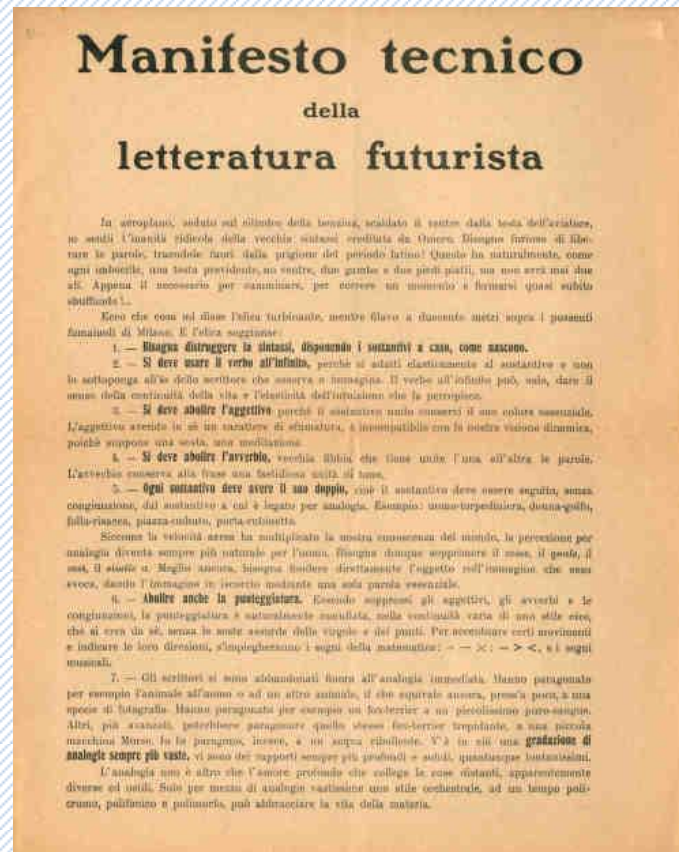 Manifesto tecnico
della
letteratura futurista
In aeroplano, seduto sul cilindro della benzina, scaldato il ventre dalla testa dell'aviatore,
io sentii l'inanità ridicola della vecchia sintassi ereditata da Omero. Bisogno furioso di libe-
rare le parole, traendole fuori dalla prigione del periodo latino! Questo ha naturalmente, come
ogni imbecille, una testa previdente, un ventre, due gambe e due piedi piatti, ma non avrà mai due
ali. Appena il necessario per camminare, per correre un momento e fermarsi quasi subito
sbuffando!...
Ecco che cosa mi disse l'elica turbinante, mentre filavo a duecento metri sopra i possenti
fumaiuoli di Milano. E l'elica soggiunse:
1. — Bisogna distruggere la sintassi, disponendo i sostantivi a caso, come nascono.
2. — Si deve usare il verbo all'infinito, perchè si adatti elasticamente al sostantivo e non
lo sottoponga all'io dello scrittore che osserva o immagina. Il verbo all'infinito può, solo, dare il
senso della continuità della vita e l'elasticità dell'intuizione che la percepisce.
3. — Si deve abolire l'aggettivo perchè il sostantivo nudo conservi il suo colore essenziale.
L'aggettivo avendo in sè un carattere di sfumatura, è incompatibile con la nostra visione dinamica,
poichè suppone una sosta, una meditazione.
4. — Si deve abolire l'avverbio, vecchia fibbia che tiene unite l'una all'altra le parole.
L'avverbio conserva alla frase una fastidiosa unità di tono.
5. — Ogni sostantivo deve avere il suo doppio, cioè il sostantivo deve essere seguito, senza
congiunzione, dal sostantivo a cui è legato per analogia. Esempio: uomo-torpediniera, donna-golfo,
folla-risacca, piazza-imbuto, porta-rubinetto.
Siccome la velocità aerea ha moltiplicato la nostra conoscenza del mondo, la percezione per
analogia diventa sempre più naturale per l'uomo. Bisogna dunque sopprimere il come, il quale, il
così, il simile a. Meglio ancora, bisogna fondere direttamente l'oggetto coll'immagine che esso
evoca, dando l'immagine in iscorcio mediante una sola parola essenziale.
6. — Abolire anche la punteggiatura. Essendo soppressi gli aggettivi, gli avverbi e le
congiunzioni, la punteggiatura è naturalmente annullata, nella continuità varia di uno stile vivo,
che si crea da sè, senza le soste assurde delle virgole e dei punti. Per accentuare certi movimenti
e indicare le loro direzioni, s'impiegheranno i segni della matematica: + — × : = > <, e i segni
musicali.
7. — Gli scrittori si sono abbandonati finora all'analogia immediata. Hanno paragonato
per esempio l'animale all'uomo o ad un altro animale, il che equivale ancora, press'a poco, a una
specie di fotografia. Hanno paragonato per esempio un fox-terrier a un piccolissimo puro-sangue.
Altri, più avanzati, potrebbero paragonare quello stesso fox-terrier trepidante, a una piccola
macchina Morse. Io lo paragono, invece, a un acqua ribollente. V'è in ciò una gradazione di
analogie sempre più vaste, vi sono dei rapporti sempre più profondi e solidi, quantunque lontanissimi.
L'analogia non è altro che l'amore profondo che collega le cose distanti, apparentemente
diverse ed ostili. Solo per mezzo di analogie vastissime uno stile orchestrale, ad un tempo poli-
cromo, polifonico e polimorfo, può abbracciare la vita della materia.